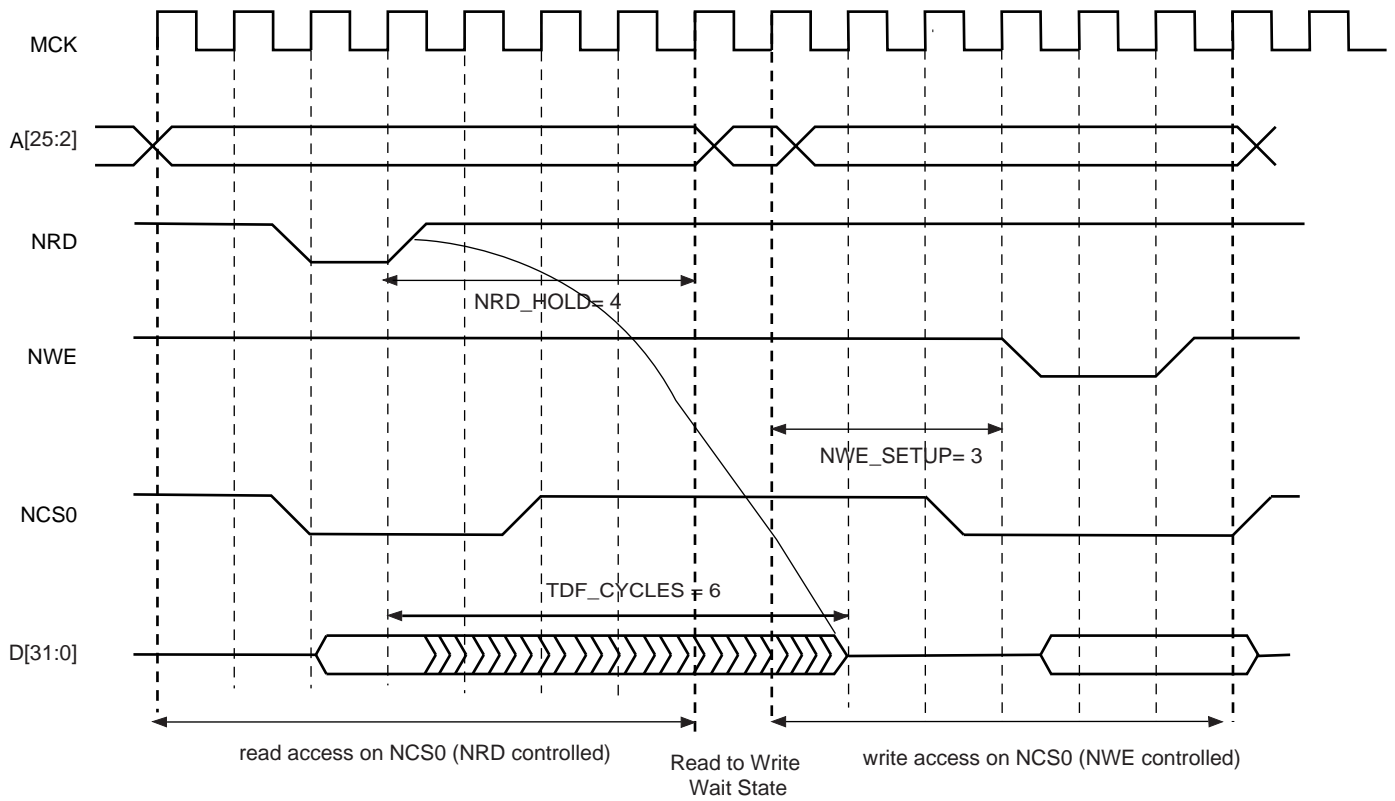 MCK
A[25:2]
NRD
NRD_HOLD= 4
NWE
NWE_SETUP= 3
NCS0
TDF_CYCLES = 6
D[31:0]
read access on NCS0 (NRD controlled)
Read to Write
Wait State
write access on NCS0 (NWE controlled)